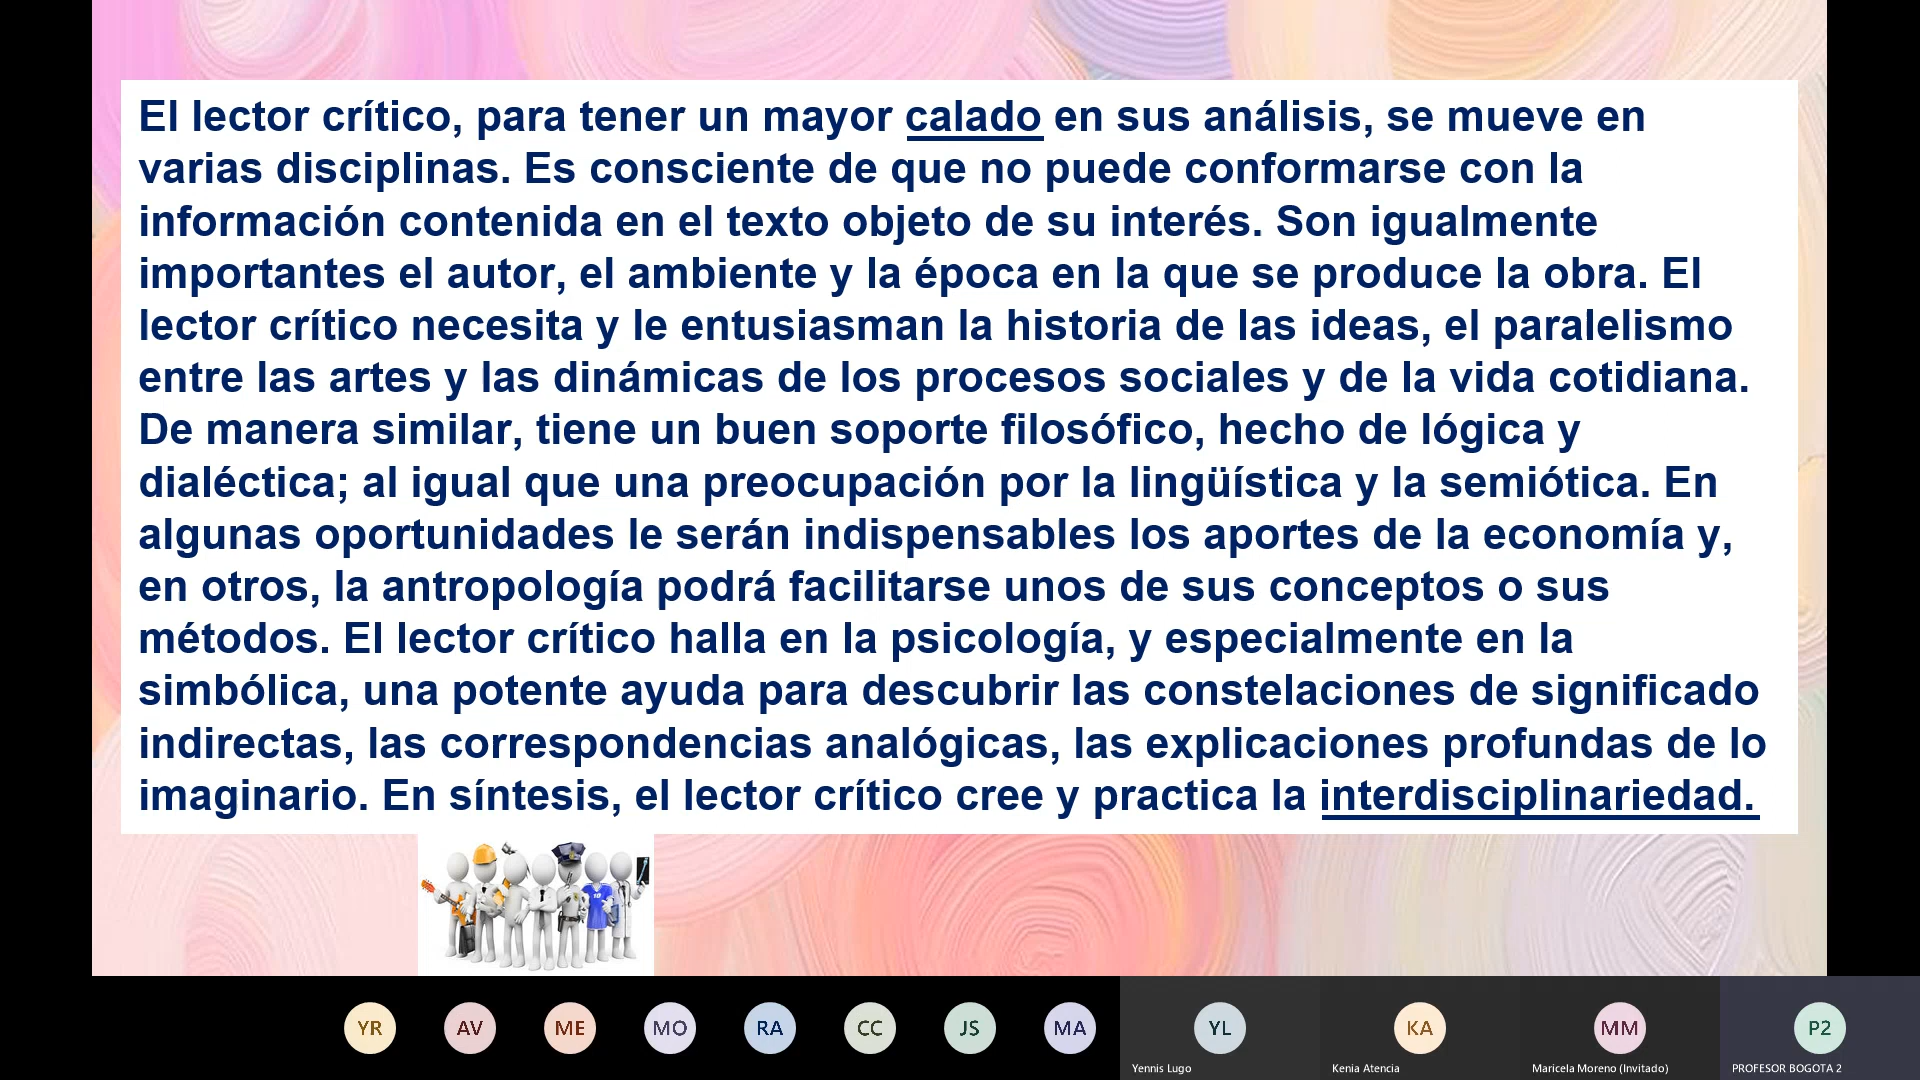 El lector crítico, para tener un mayor calado en sus análisis, se mueve en
varias disciplinas. Es consciente de que no puede conformarse con la
información contenida en el texto objeto de su interés. Son igualmente
importantes el autor, el ambiente y la época en la que se produce la obra. El
lector crítico necesita y le entusiasman la historia de las ideas, el paralelismo
entre las artes y las dinámicas de los procesos sociales y de la vida cotidiana.
De manera similar, tiene un buen soporte filosófico, hecho de lógica y
dialéctica; al igual que una preocupación por la lingüística y la semiótica. En
algunas oportunidades le serán indispensables los aportes de la economía y,
en otros, la antropología podrá facilitarse unos de sus conceptos o sus
métodos. El lector crítico halla en la psicología, y especialmente en la
simbólica, una potente ayuda para descubrir las constelaciones de significado
indirectas, las correspondencias analógicas, las explicaciones profundas de lo
imaginario. En síntesis, el lector crítico cree y practica la interdisciplinariedad.
YR AV ME MO RA CC JS MA YL KA MM P2
Yennis Lugo Kenia Atencia Maricela Moreno (Invitado) PROFESOR BOGOTA 2